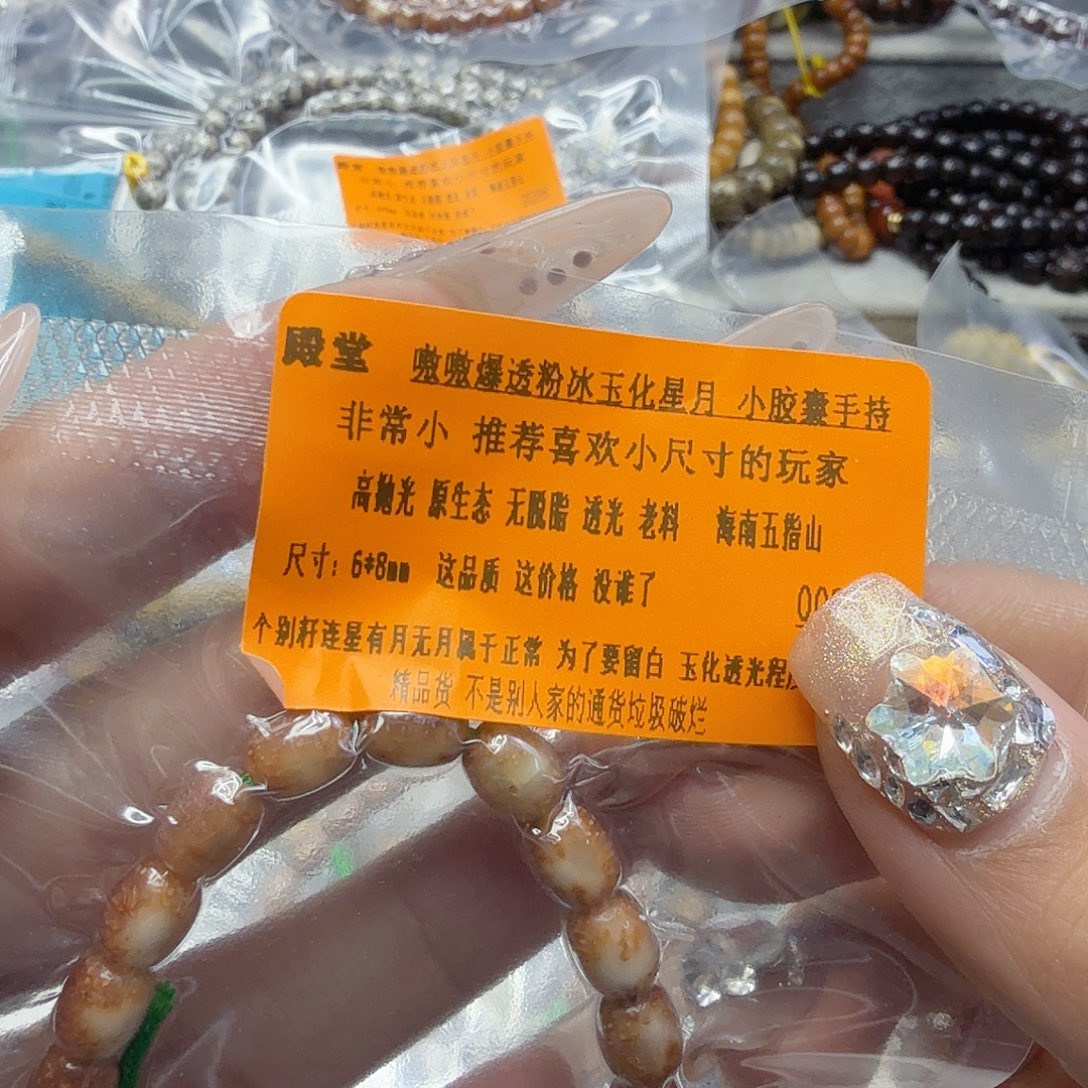 殿堂 嗷嗷爆透粉冰玉化星月 小胶囊手持
非常小 推荐喜欢小尺寸的玩家
高抛光 原生态 无脱脂 透光 老料 海南五指山
尺寸：6*8mm 这品质 这价格 没谁了
个别籽连星有月无月属于正常 为了要留白 玉化透光程
精品货 不是别人家的通货垃圾破烂